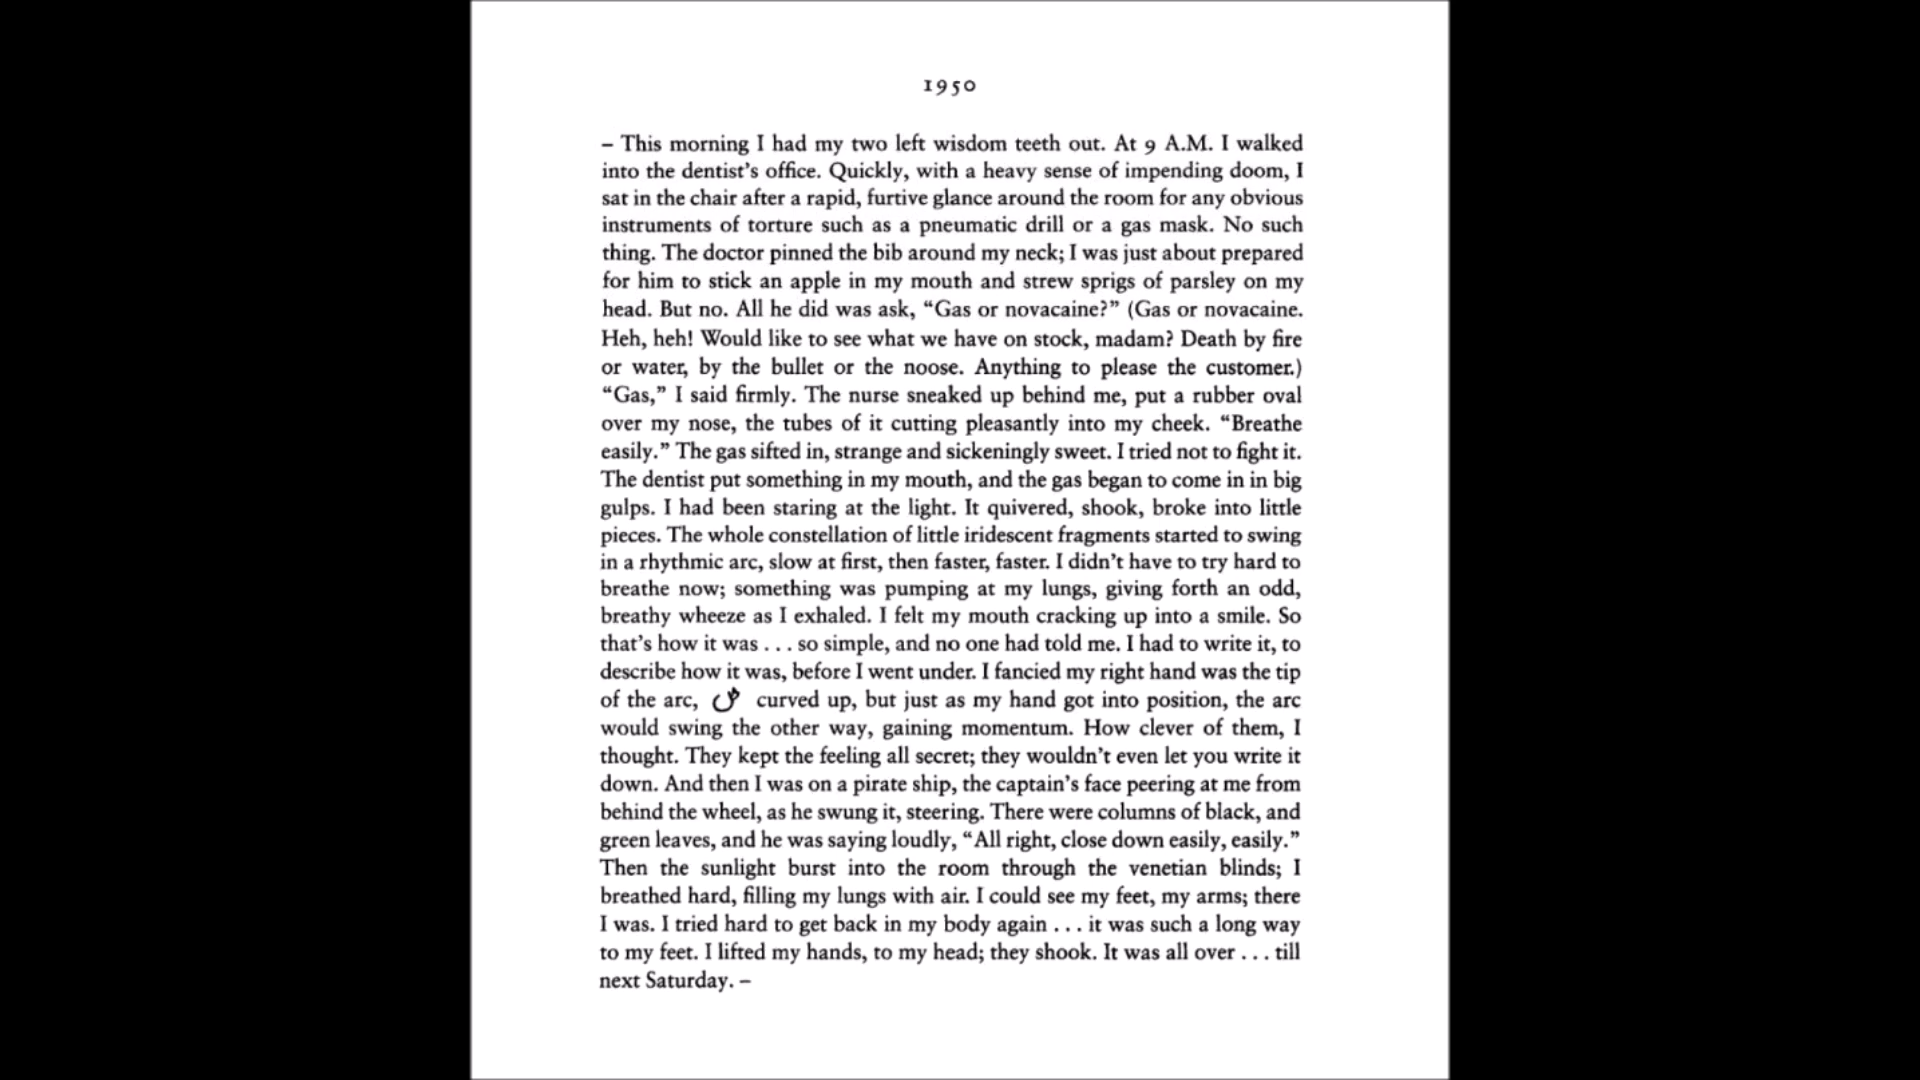 1950
– This morning I had my two left wisdom teeth out. At 9 A.M. I walked
into the dentist’s office. Quickly, with a heavy sense of impending doom, I
sat in the chair after a rapid, furtive glance around the room for any obvious
instruments of torture such as a pneumatic drill or a gas mask. No such
thing. The doctor pinned the bib around my neck; I was just about prepared
for him to stick an apple in my mouth and strew sprigs of parsley on my
head. But no. All he did was ask, “Gas or novacaine?” (Gas or novacaine.
Heh, heh! Would like to see what we have on stock, madam? Death by fire
or water, by the bullet or the noose. Anything to please the customer.)
“Gas,” I said firmly. The nurse sneaked up behind me, put a rubber oval
over my nose, the tubes of it cutting pleasantly into my cheek. “Breathe
easily.” The gas sifted in, strange and sickeningly sweet. I tried not to fight it.
The dentist put something in my mouth, and the gas began to come in in big
gulps. I had been staring at the light. It quivered, shook, broke into little
pieces. The whole constellation of little iridescent fragments started to swing
in a rhythmic arc, slow at first, then faster, faster. I didn’t have to try hard to
breathe now; something was pumping at my lungs, giving forth an odd,
breathy wheeze as I exhaled. I felt my mouth cracking up into a smile. So
that’s how it was . . . so simple, and no one had told me. I had to write it, to
describe how it was, before I went under. I fancied my right hand was the tip
of the arc, curved up, but just as my hand got into position, the arc
would swing the other way, gaining momentum. How clever of them, I
thought. They kept the feeling all secret; they wouldn’t even let you write it
down. And then I was on a pirate ship, the captain’s face peering at me from
behind the wheel, as he swung it, steering. There were columns of black, and
green leaves, and he was saying loudly, “All right, close down easily, easily.”
Then the sunlight burst into the room through the venetian blinds; I
breathed hard, filling my lungs with air. I could see my feet, my arms; there
I was. I tried hard to get back in my body again . . . it was such a long way
to my feet. I lifted my hands, to my head; they shook. It was all over . . . till
next Saturday. –